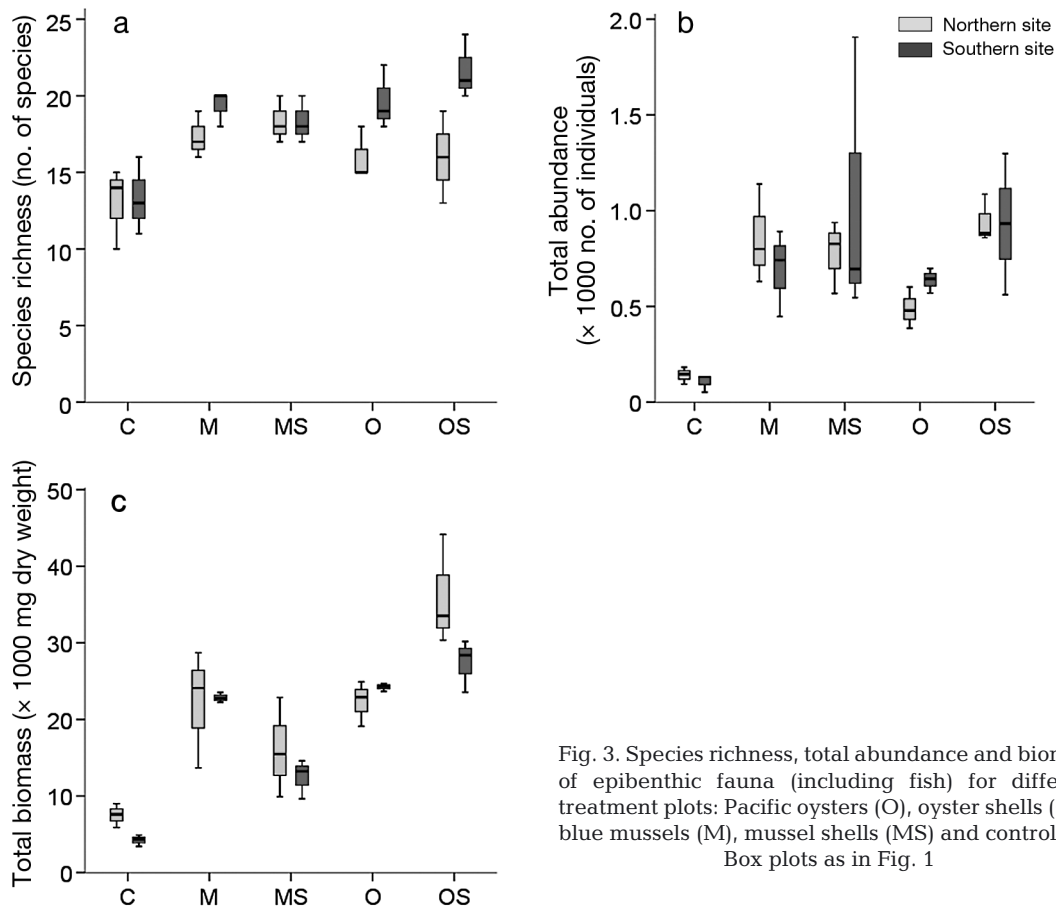 a
Species richness (no. of species)
25
20
15
10
5
0
C M MS O OS
b
Northern site
Southern site
Total abundance
(× 1000 no. of individuals)
2.0
1.5
1.0
0.5
0
C M MS O OS
c
Total biomass (× 1000 mg dry weight)
50
40
30
20
10
0
C M MS O OS
Fig. 3. Species richness, total abundance and
of epibenthic fauna (including fish) for
treatment plots: Pacific oysters (O), oyster shells (
blue mussels (M), mussel shells (MS) and control
Box plots as in Fig. 1